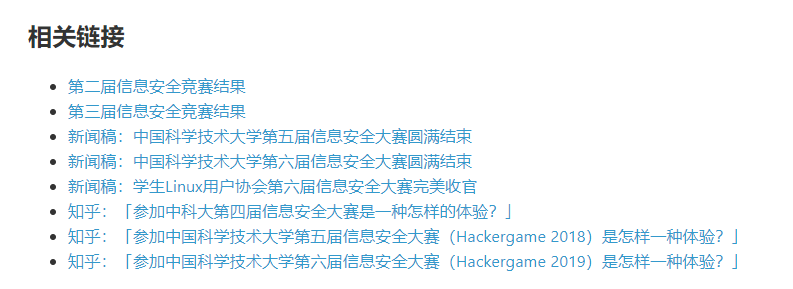 相关链接
第二届信息安全竞赛结果
第三届信息安全竞赛结果
新闻稿：中国科学技术大学第五届信息安全大赛圆满结束
新闻稿：中国科学技术大学第六届信息安全大赛圆满结束
新闻稿：学生Linux用户协会第六届信息安全大赛完美收官
知乎：「参加中科大第四届信息安全大赛是一种怎样的体验？」
知乎：「参加中国科学技术大学第五届信息安全大赛（Hackergame 2018）是怎样一种体验？」
知乎：「参加中国科学技术大学第六届信息安全大赛（Hackergame 2019）是怎样一种体验？」